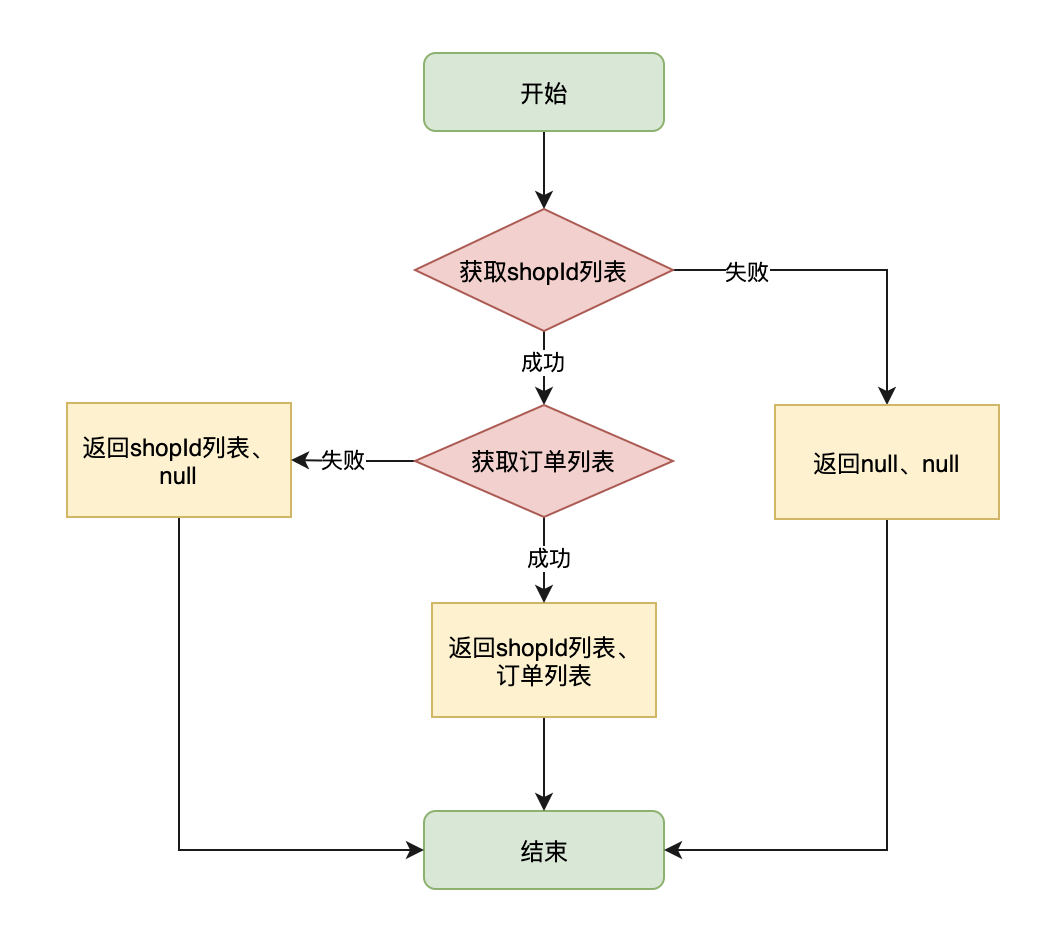 开始
获取shopId列表
失败
成功
返回shopId列表、
null
失败
获取订单列表
返回null、null
成功
返回shopId列表、
订单列表
结束